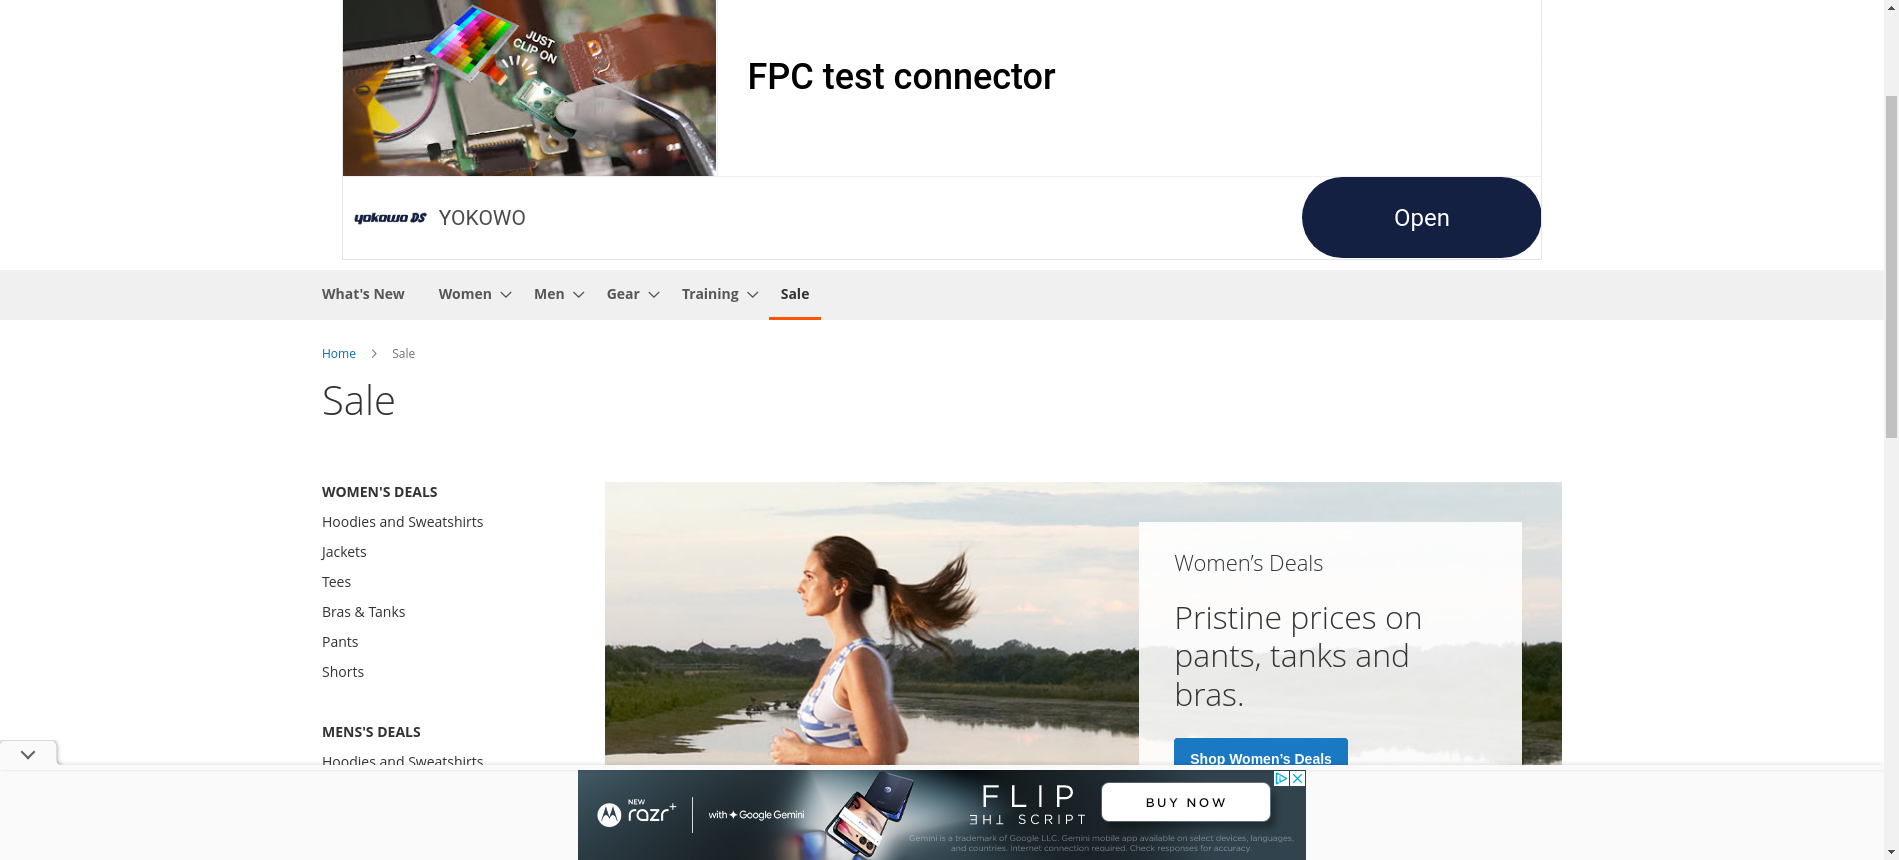 JUST
CLIP ON
FPC test connector
yokowo DS
YOKOWO
Open
What's New
Women
Men
Gear
Training
Sale
Home
Sale
Sale
WOMEN'S DEALS
Hoodies and Sweatshirts
Jackets
Tees
Bras & Tanks
Pants
Shorts
MENS'S DEALS
Hoodies and Sweatshirts
Women’s Deals
Pristine prices on
pants, tanks and
bras.
Shop Women’s Deals
NEW
razr+
with Google Gemini
FLIP
THE SCRIPT
BUY NOW
Gemini is a trademark of Google LLC. Gemini mobile app available on select devices, languages,
and countries. Internet connection required. Check responses for accuracy.